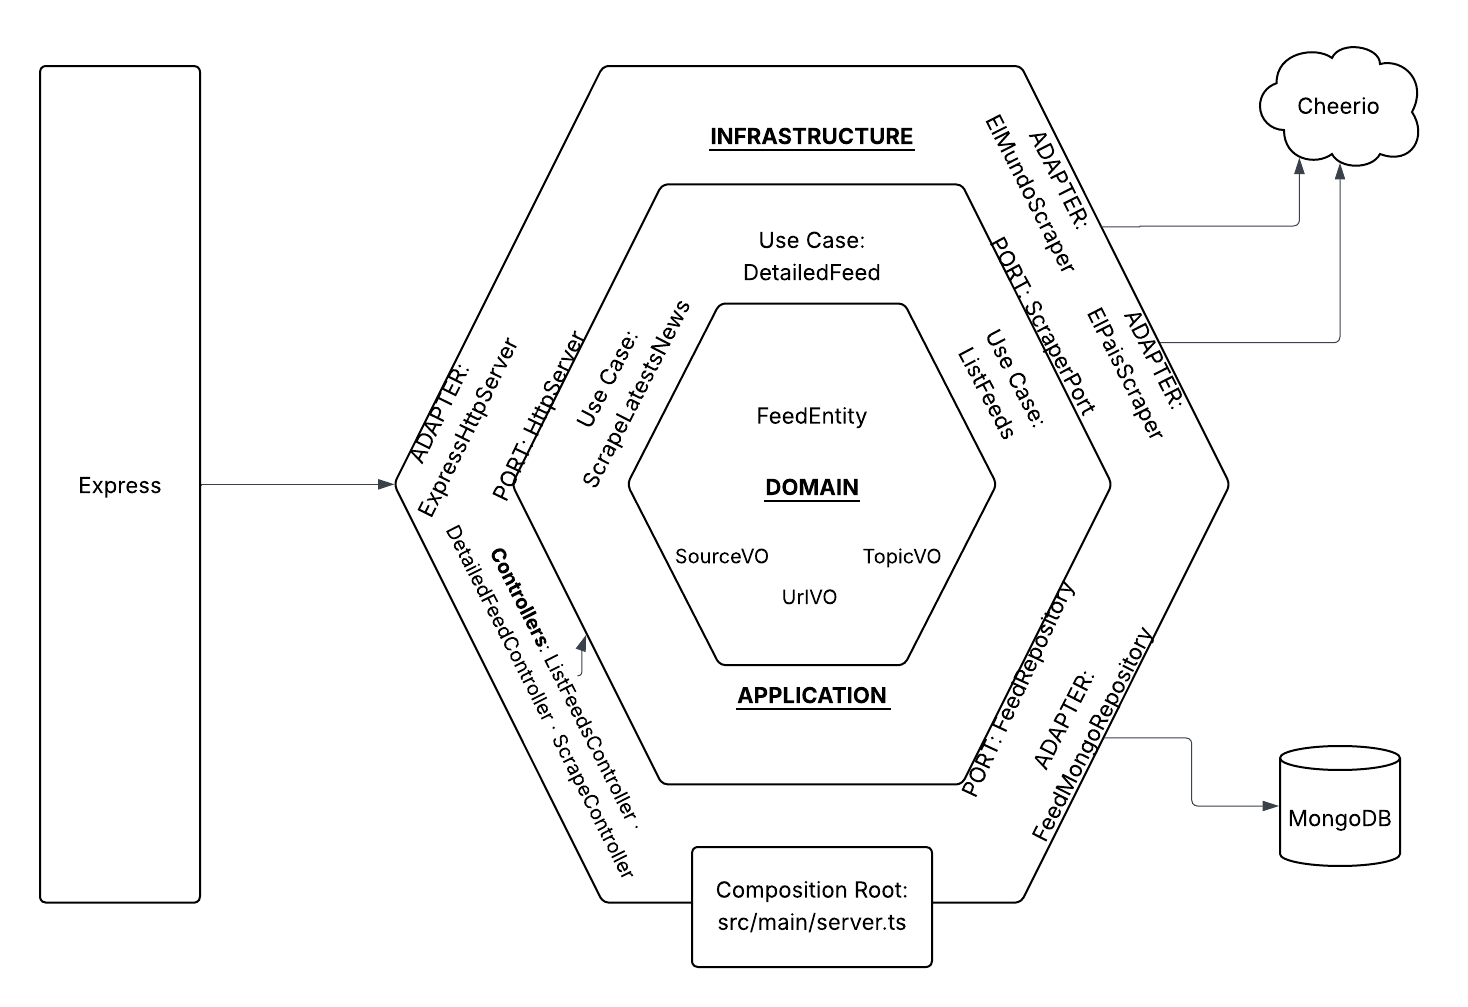 Express
INFRASTRUCTURE
ADAPTER:
ElMundoScraper
Cheerio
Use Case:
DetailedFeed
PORT: ScraperPort
ADAPTER:
ElPaisScraper
ADAPTER:
ExpressHttpServer
PORT: HttpServer
Use Case:
ScrapeLatestsNews
Use Case:
ListFeeds
FeedEntity
DOMAIN
SourceVO
TopicVO
UrlVO
Controllers: ListFeedsController ·
DetailedFeedController · ScrapeController
APPLICATION
PORT: FeedRepository
ADAPTER:
FeedMongoRepository
MongoDB
Composition Root:
src/main/server.ts